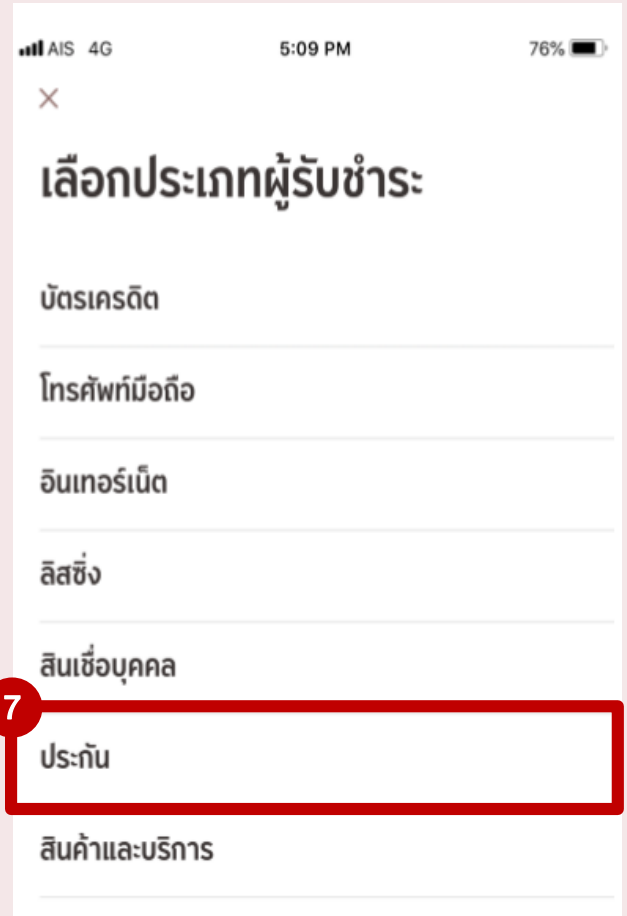 AIS 4G 5:09 PM 76%
×
เลือกประเภทผู้รับชำระ
บัตรเครดิต
โทรศัพท์มือถือ
อินเทอร์เน็ต
ลิสซิ่ง
สินเชื่อบุคคล
7
ประกัน
สินค้าและบริการ